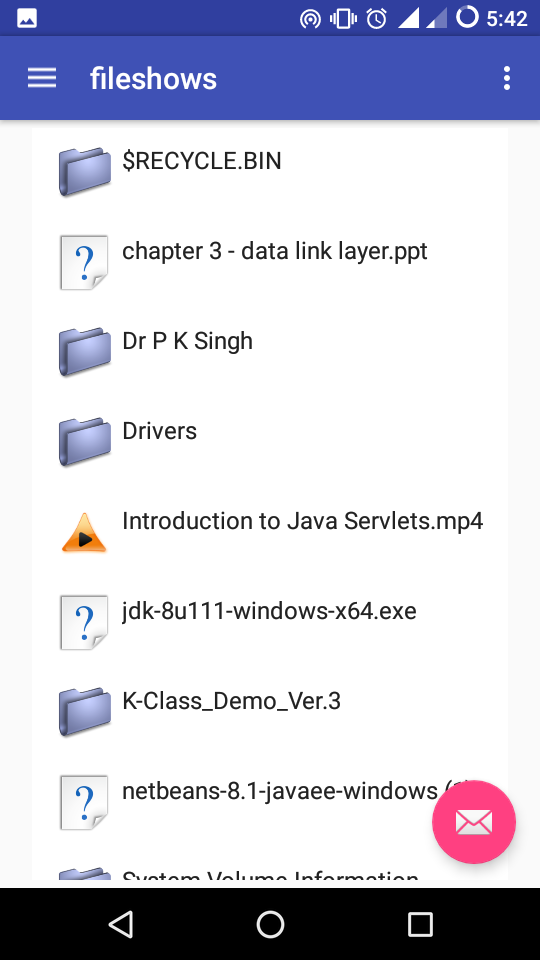 5:42
fileshows
$RECYCLE.BIN
chapter 3 - data link layer.ppt
Dr P K Singh
Drivers
Introduction to Java Servlets.mp4
jdk-8u111-windows-x64.exe
K-Class_Demo_Ver.3
netbeans-8.1-javaee-windows
System Volume Information